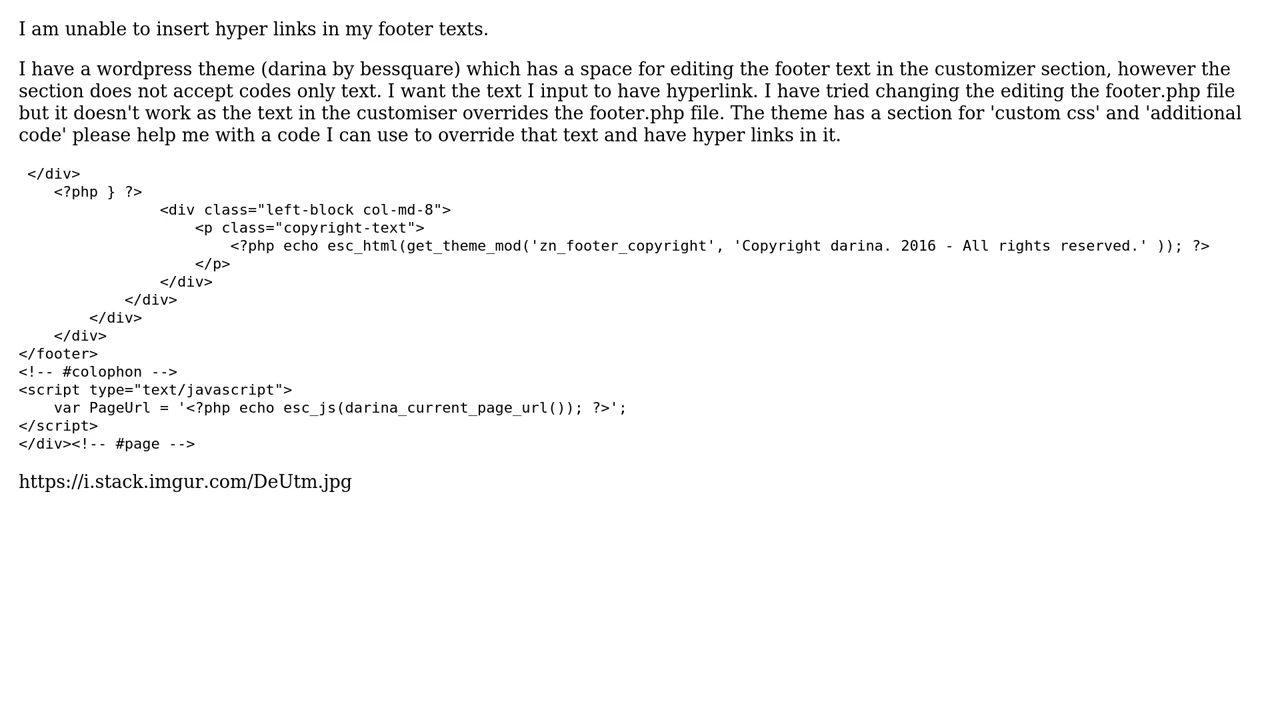 I am unable to insert hyper links in my footer texts.
I have a wordpress theme (darina by bessquare) which has a space for editing the footer text in the customizer section, however the
section does not accept codes only text. I want the text I input to have hyperlink. I have tried changing the editing the footer.php file
but it doesn't work as the text in the customiser overrides the footer.php file. The theme has a section for 'custom css' and 'additional
code' please help me with a code I can use to override that text and have hyper links in it.
</div>
<?php } ?>
<div class="left-block col-md-8">
<p class="copyright-text">
<?php echo esc_html(get_theme_mod('zn_footer_copyright', 'Copyright darina. 2016 - All rights reserved.' )); ?>
</p>
</div>
</div>
</div>
</div>
</footer>
<!-- #colophon -->
<script type="text/javascript">
var PageUrl = '<?php echo esc_js(darina_current_page_url()); ?>';
</script>
</div><!-- #page -->
https://i.stack.imgur.com/DeUtm.jpg